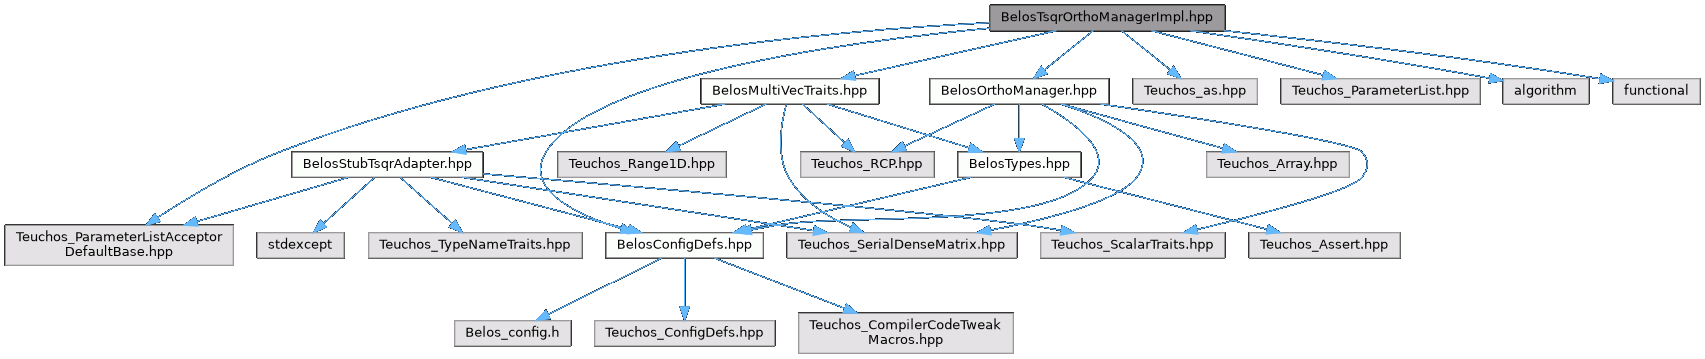 BelosTsqrOrthoManagerImpl.hpp
BelosMultiVecTraits.hpp
BelosOrthoManager.hpp
Teuchos_as.hpp
Teuchos_ParameterList.hpp
algorithm
functional
BelosStubTsqrAdapter.hpp
Teuchos_Range1D.hpp
Teuchos_RCP.hpp
BelosTypes.hpp
Teuchos_Array.hpp
Teuchos_ParameterListAcceptor
DefaultBase.hpp
stdexcept
Teuchos_TypeNameTraits.hpp
BelosConfigDefs.hpp
Teuchos_SerialDenseMatrix.hpp
Teuchos_ScalarTraits.hpp
Teuchos_Assert.hpp
Belos_config.h
Teuchos_ConfigDefs.hpp
Teuchos_CompilerCodeTweak
Macros.hpp